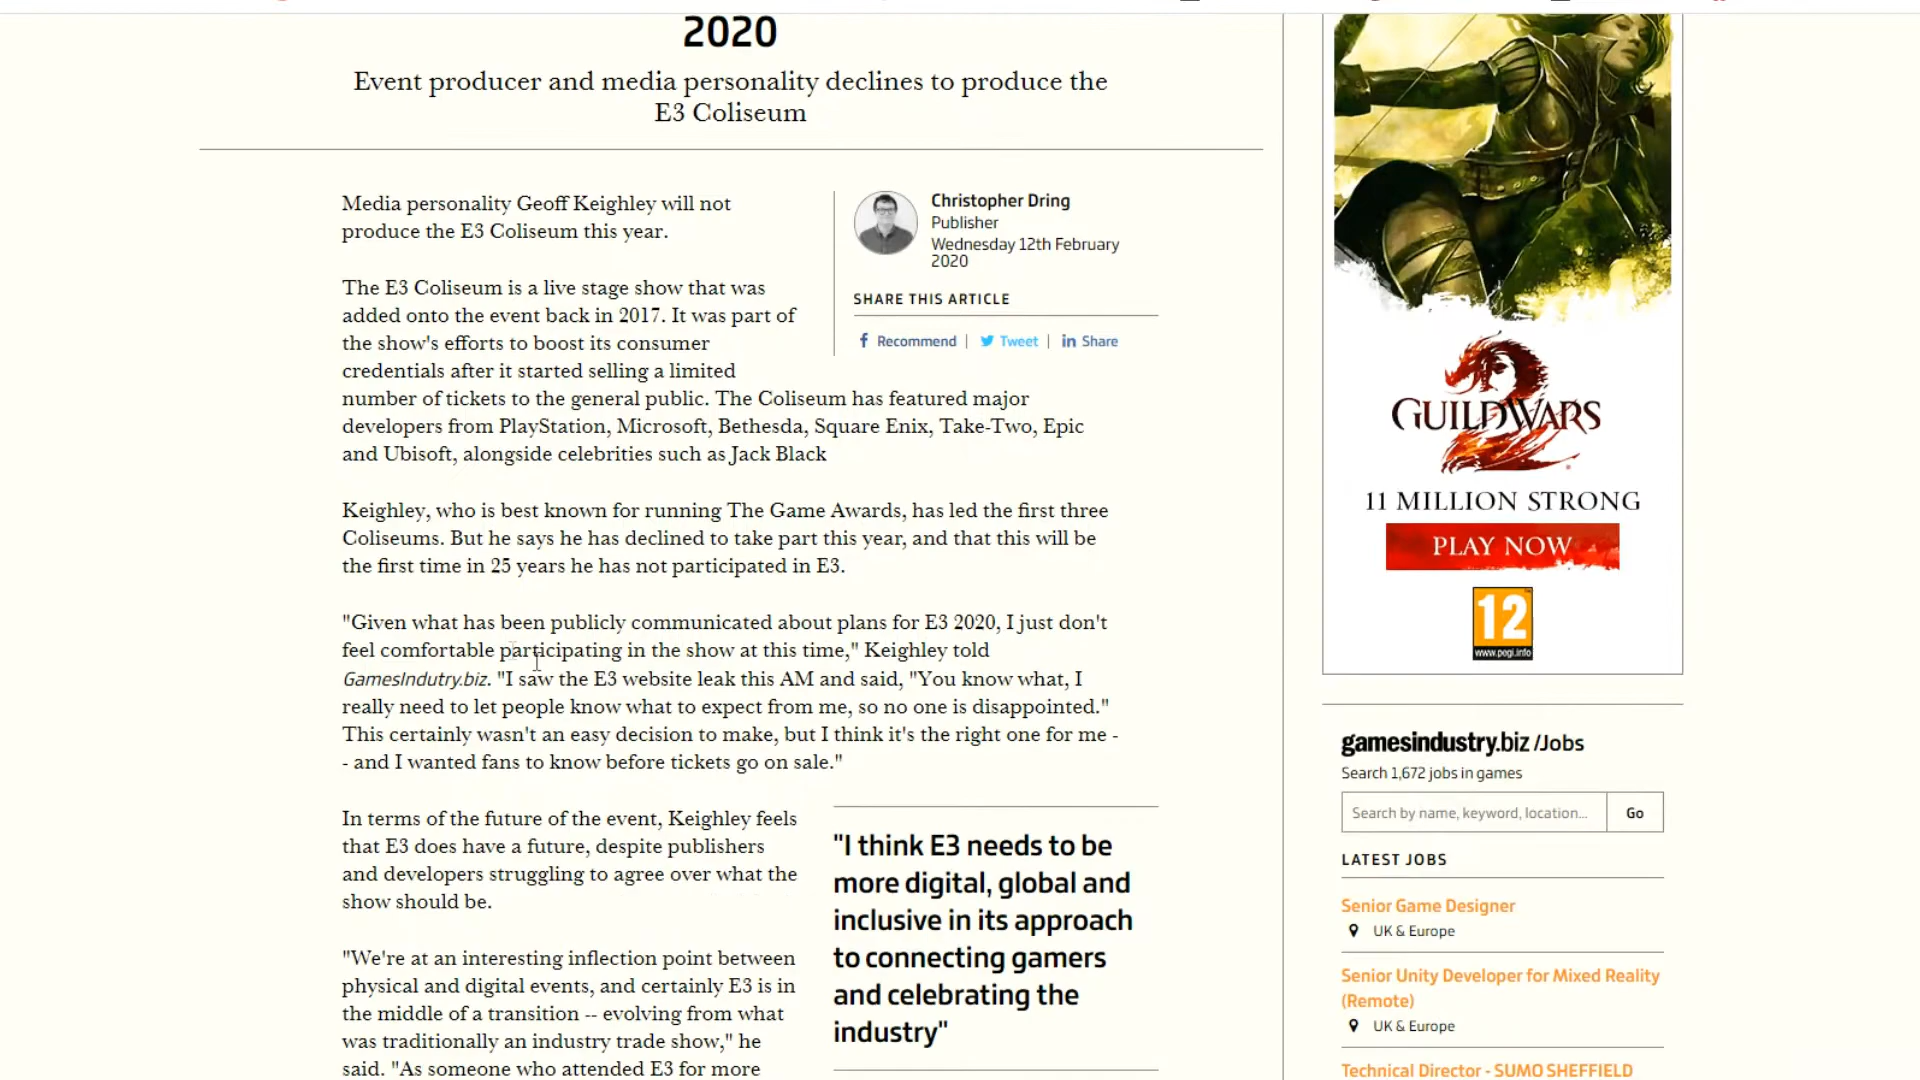 2020
Event producer and media personality declines to produce the
E3 Coliseum
Media personality Geoff Keighley will not
produce the E3 Coliseum this year.
The E3 Coliseum is a live stage show that was
added onto the event back in 2017. It was part of
the show's efforts to boost its consumer
credentials after it started selling a limited
number of tickets to the general public. The Coliseum has featured major
developers from PlayStation, Microsoft, Bethesda, Square Enix, Take-Two, Epic
and Ubisoft, alongside celebrities such as Jack Black
Keighley, who is best known for running The Game Awards, has led the first three
Coliseums. But he says he has declined to take part this year, and that this will be
the first time in 25 years he has not participated in E3.
"Given what has been publicly communicated about plans for E3 2020, I just don't
feel comfortable participating in the show at this time," Keighley told
GamesIndutry.biz. "I saw the E3 website leak this AM and said, "You know what, I
really need to let people know what to expect from me, so no one is disappointed."
This certainly wasn't an easy decision to make, but I think it's the right one for me -
- and I wanted fans to know before tickets go on sale."
In terms of the future of the event, Keighley feels
that E3 does have a future, despite publishers
and developers struggling to agree over what the
show should be.
"We're at an interesting inflection point between
physical and digital events, and certainly E3 is in
the middle of a transition -- evolving from what
was traditionally an industry trade show," he
said. "As someone who attended E3 for more
Christopher Dring
Publisher
Wednesday 12th February
2020
SHARE THIS ARTICLE
Recommend | Tweet | Share
"I think E3 needs to be
more digital, global and
inclusive in its approach
to connecting gamers
and celebrating the
industry"
GUILD WARS
2
11 MILLION STRONG
PLAY NOW
12
www.pegi.info
gamesindustry.biz /Jobs
Search 1,672 jobs in games
Search by name, keyword, location...
Go
LATEST JOBS
Senior Game Designer
UK & Europe
Senior Unity Developer for Mixed Reality
(Remote)
UK & Europe
Technical Director - SUMO SHEFFIELD